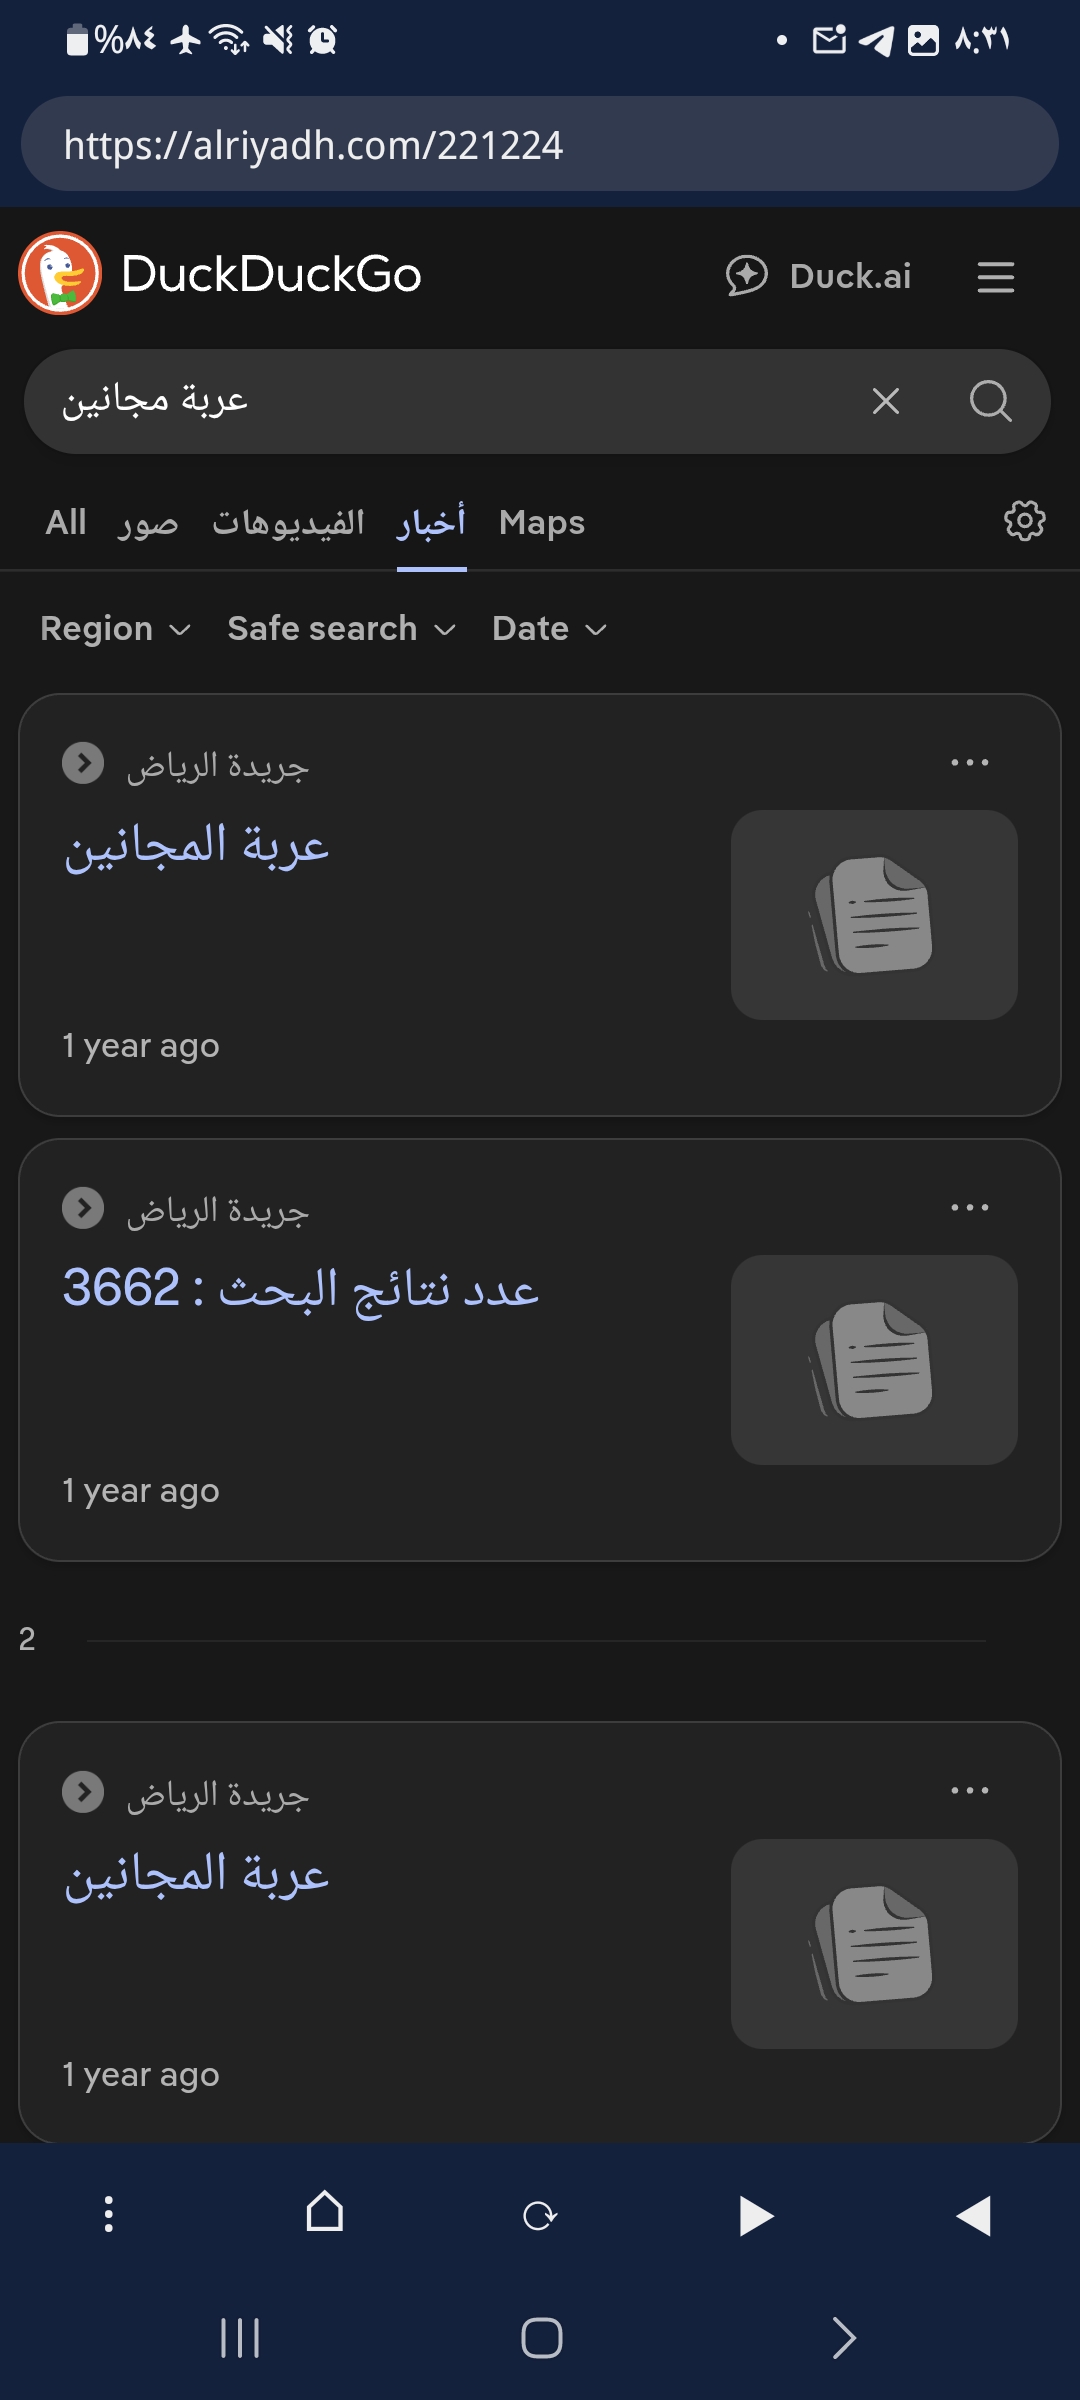 %٨٤
٨:٣١
https://alriyadh.com/221224
DuckDuckGo
Duck.ai
عربة مجانين
All صور الفيديوهات أخبار Maps
Region Safe search Date
جريدة الرياض
عربة المجانين
1 year ago
جريدة الرياض
عدد نتائج البحث : 3662
1 year ago
2
جريدة الرياض
عربة المجانين
1 year ago